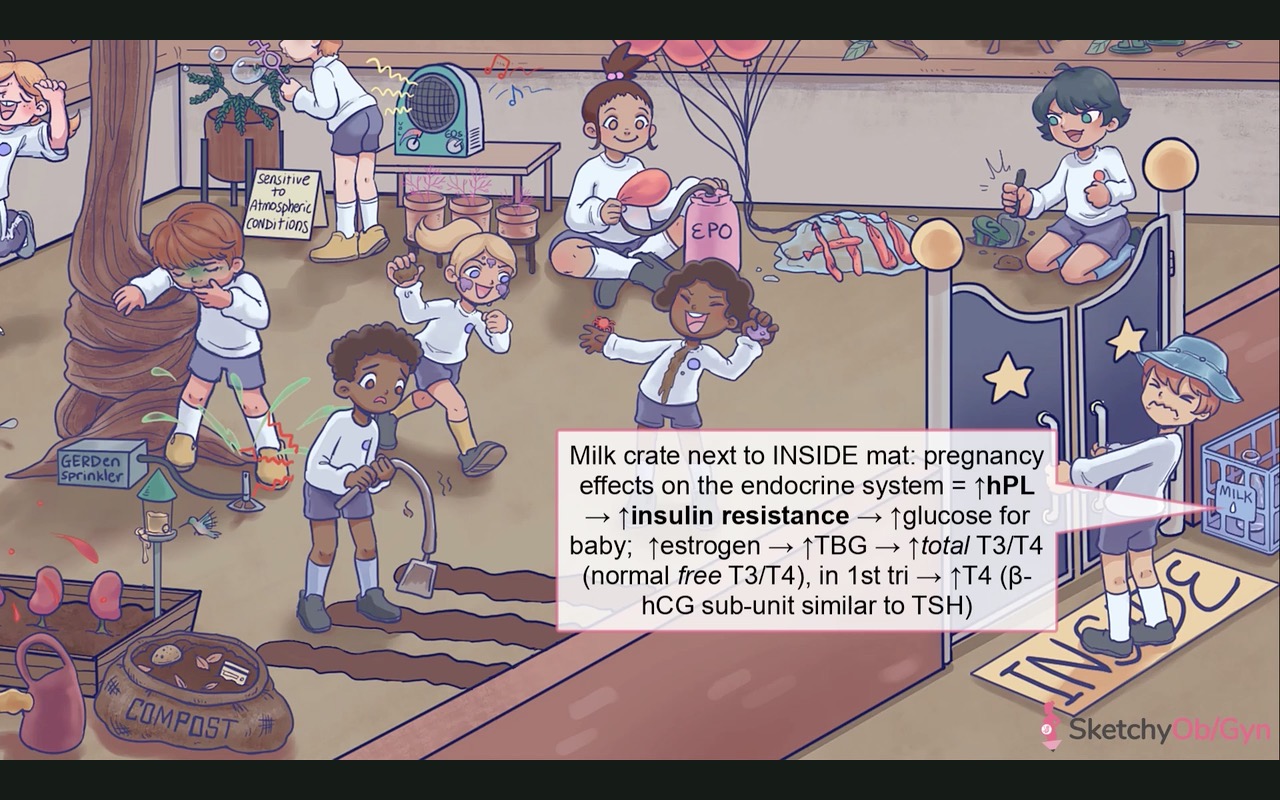 sensitive
to
Atmospheric
conditions
VOL
EQS
EPO
GERDen
sprinkler
Milk crate next to INSIDE mat: pregnancy
effects on the endocrine system = ↑hPL
→ ↑insulin resistance → ↑glucose for
baby; ↑estrogen → ↑TBG → ↑total T3/T4
(normal free T3/T4), in 1st tri → ↑T4 (β-
hCG sub-unit similar to TSH)
MILK
INSIDE
COMPOST
SketchyOb/Gyn